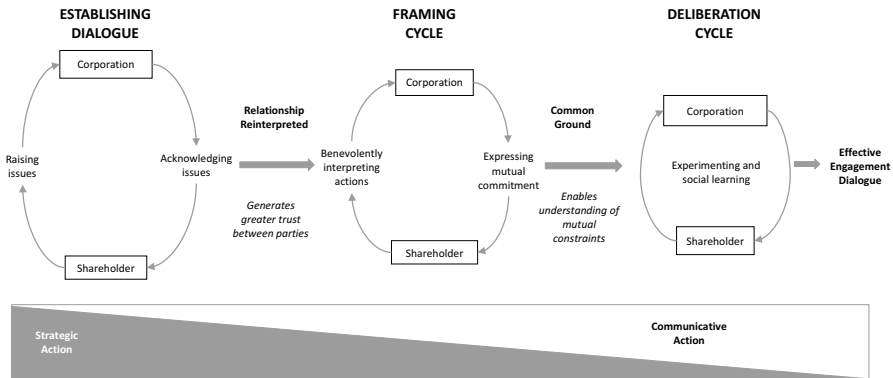 ESTABLISHING
DIALOGUE
Corporation
Raising
issues
Acknowledging
issues
Shareholder
Relationship
Reinterpreted
Generates
greater trust
between parties
FRAMING
CYCLE
Corporation
Benevolently
interpreting
actions
Expressing
mutual
commitment
Shareholder
Common
Ground
Enables
understanding of
mutual
constraints
DELIBERATION
CYCLE
Corporation
Experimenting and
social learning
Shareholder
Effective
Engagement
Dialogue
Strategic
Action
Communicative
Action